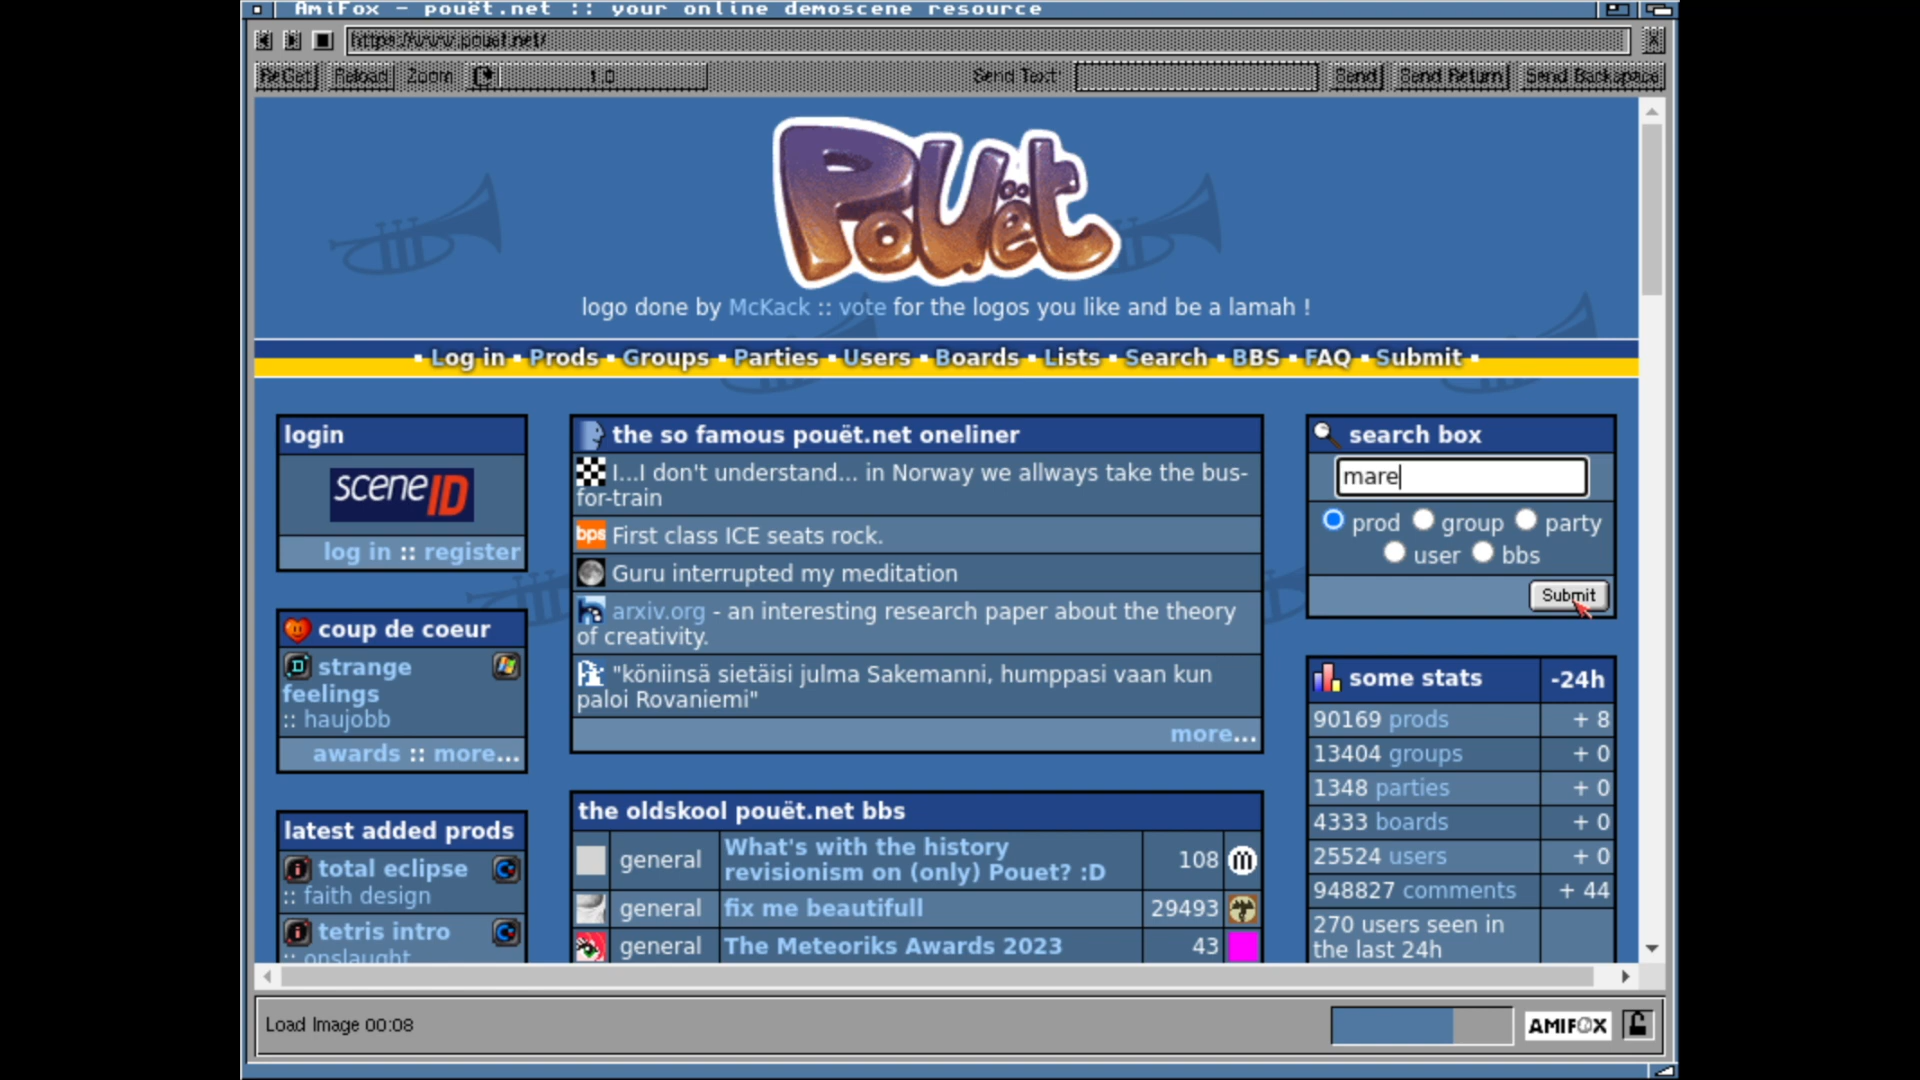 AmiFox - pouët.net :: your online demoscene resource
https://www.pouet.net/
ReGet Reload Zoom 1.0 Send Text: Send Send Return Send Backspace
Pouët
logo done by McKack :: vote for the logos you like and be a lamah !
Log in Prods Groups Parties Users Boards Lists Search BBS FAQ Submit
login
sceneID
log in :: register
coup de coeur
strange
feelings
:: haujobb
awards :: more...
latest added prods
total eclipse
:: faith design
tetris intro
:: onslaught
the so famous pouët.net oneliner
I...I don't understand... in Norway we allways take the bus-
for-train
bps First class ICE seats rock.
Guru interrupted my meditation
arxiv.org - an interesting research paper about the theory
of creativity.
"köniinsä sietäisi julma Sakemanni, humppasi vaan kun
paloi Rovaniemi"
more...
the oldskool pouët.net bbs
general What's with the history 108
revisionism on (only) Pouet? :D
general fix me beautifull 29493
general The Meteoriks Awards 2023 43
search box
mare
prod group party
user bbs
Submit
some stats -24h
90169 prods + 8
13404 groups + 0
1348 parties + 0
4333 boards + 0
25524 users + 0
948827 comments + 44
270 users seen in
the last 24h
Load Image 00:08
AMIFOX